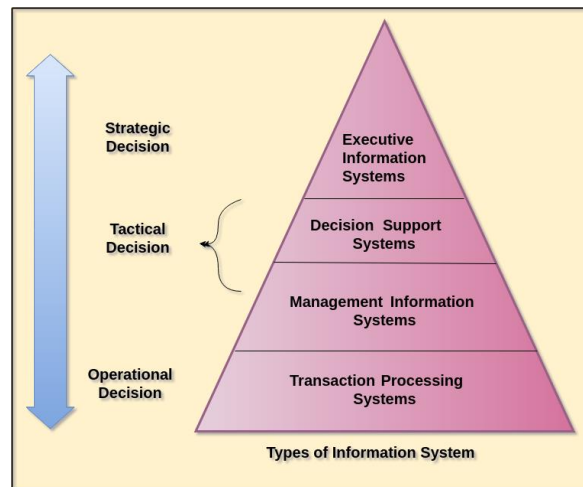 Strategic
Decision
Executive
Information
Systems
Tactical
Decision
Decision Support
Systems
Management Information
Systems
Operational
Decision
Transaction Processing
Systems
Types of Information System